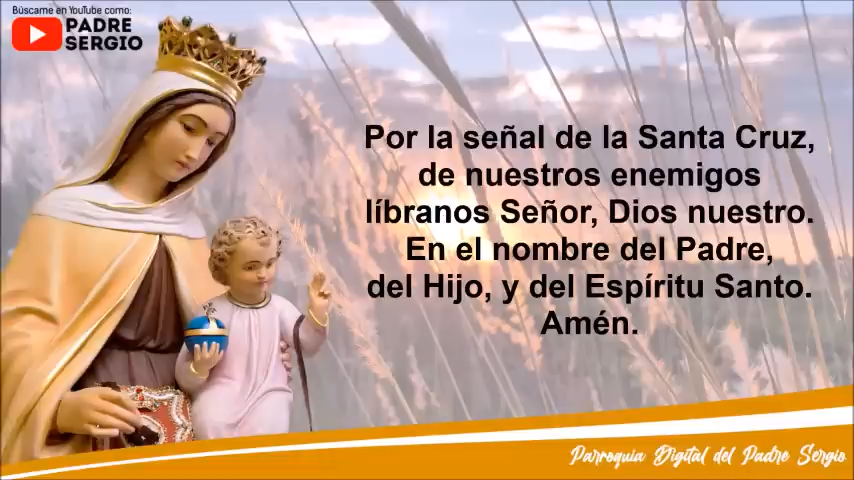 Búscame en YouTube como:
PADRE
SERGIO
Por la señal de la Santa Cruz,
de nuestros enemigos
líbranos Señor, Dios nuestro.
En el nombre del Padre,
del Hijo, y del Espíritu Santo.
Amén.
Parroquia Digital del Padre Sergio